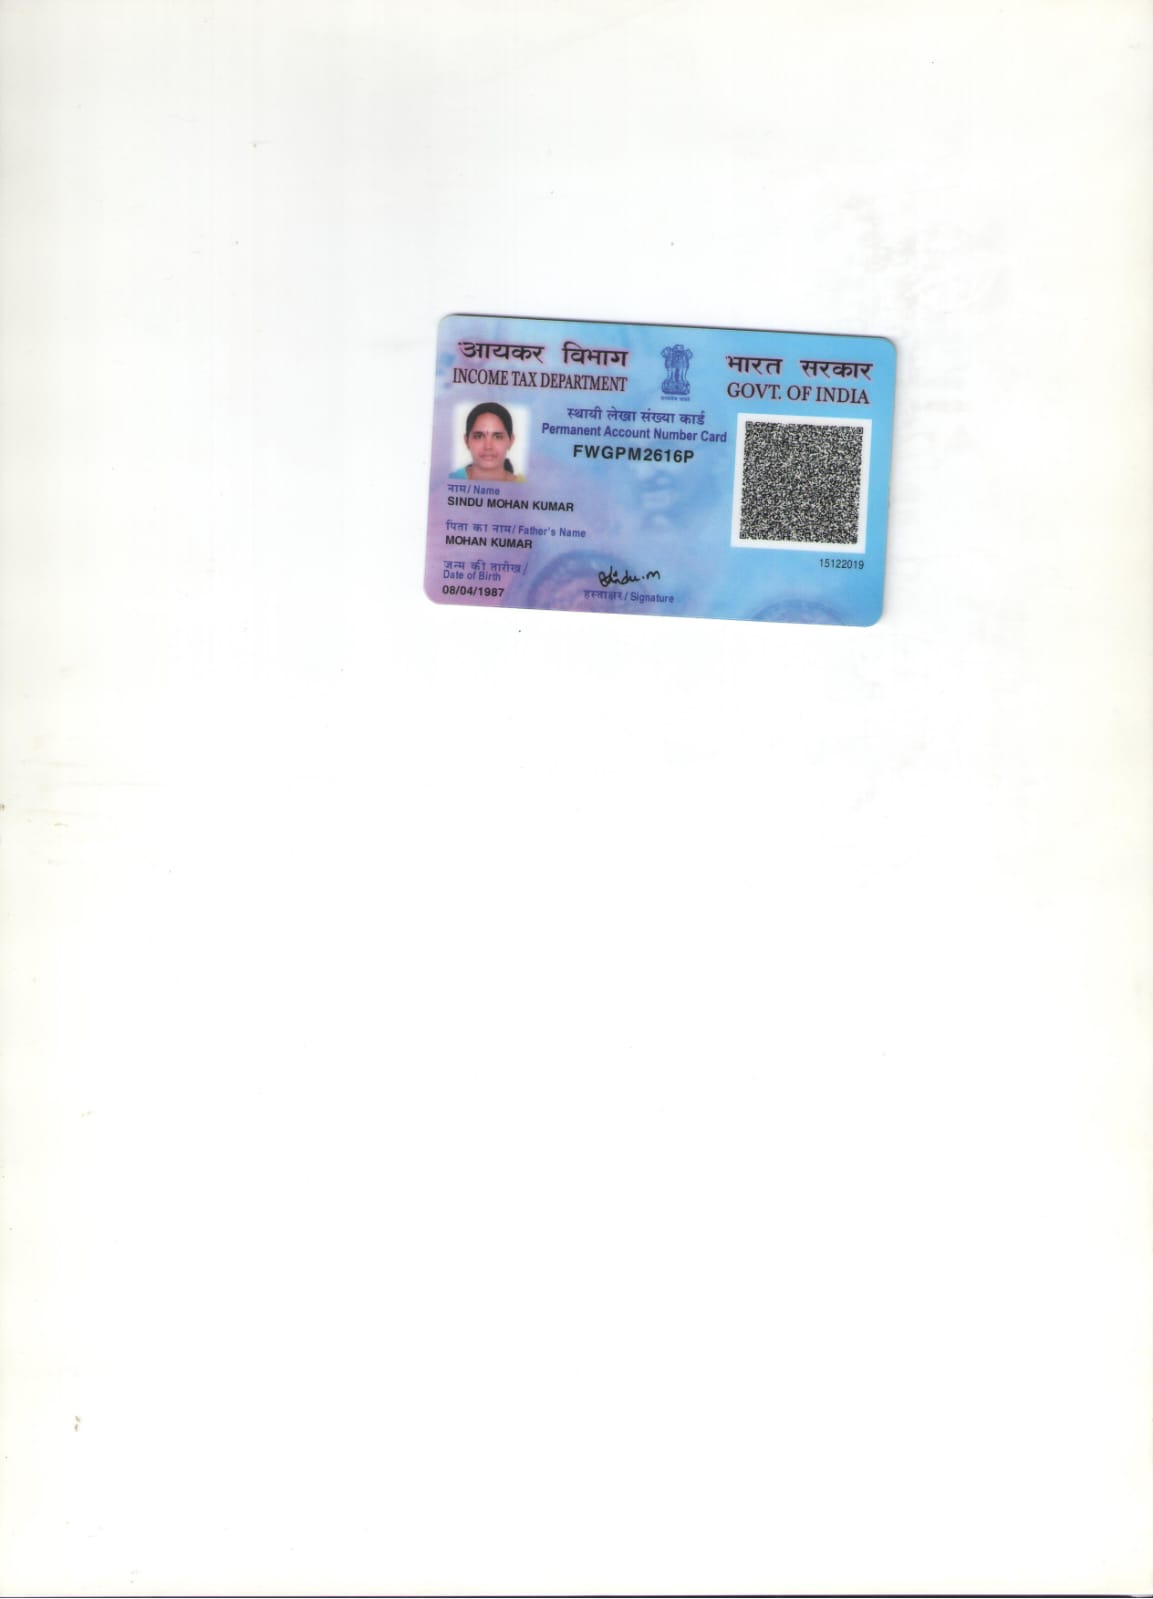 आयकर विभाग
INCOME TAX DEPARTMENT
भारत सरकार
GOVT. OF INDIA
स्थायी लेखा संख्या कार्ड
Permanent Account Number Card
FWGPM2616P
नाम / Name
SINDU MOHAN KUMAR
पिता का नाम / Father's Name
MOHAN KUMAR
जन्म की तारीख /
Date of Birth
08/04/1987
Sindu.M
हस्ताक्षर / Signature
15122019